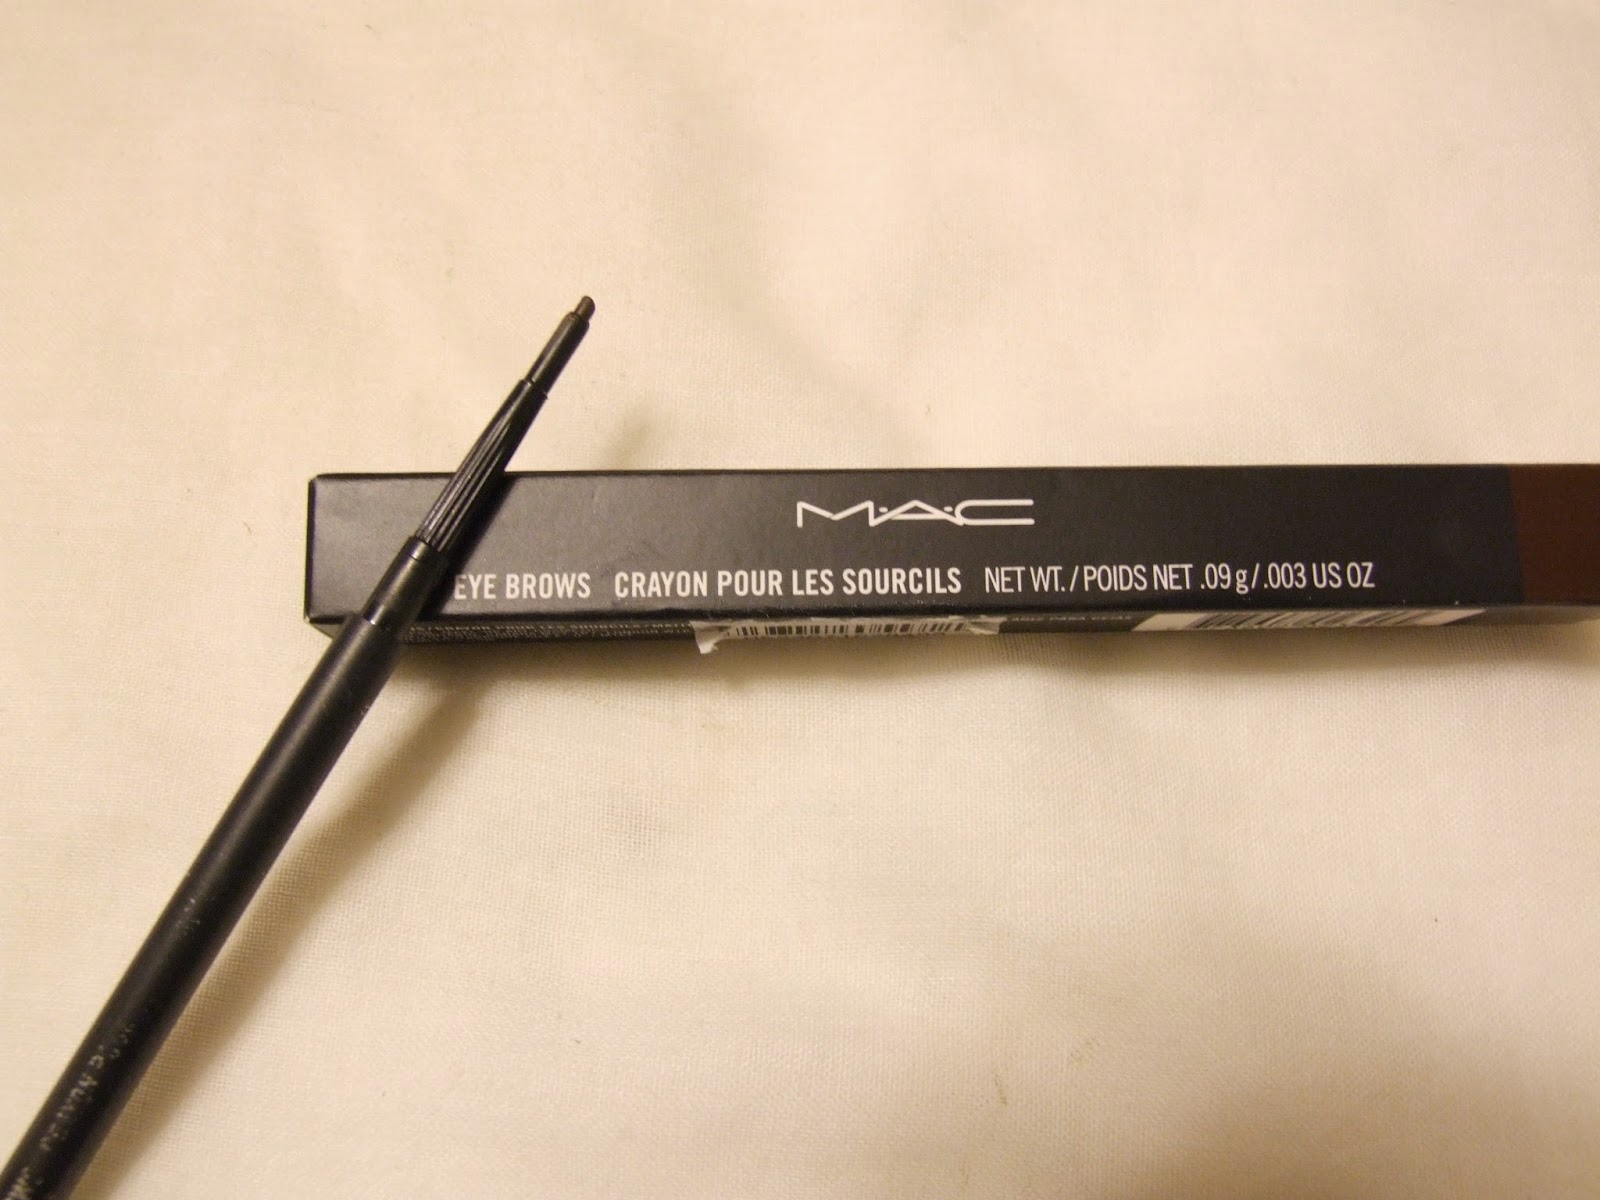 M·A·C
EYE BROWS CRAYON POUR LES SOURCILS NET WT. / POIDS NET .09 g / .003 US OZ